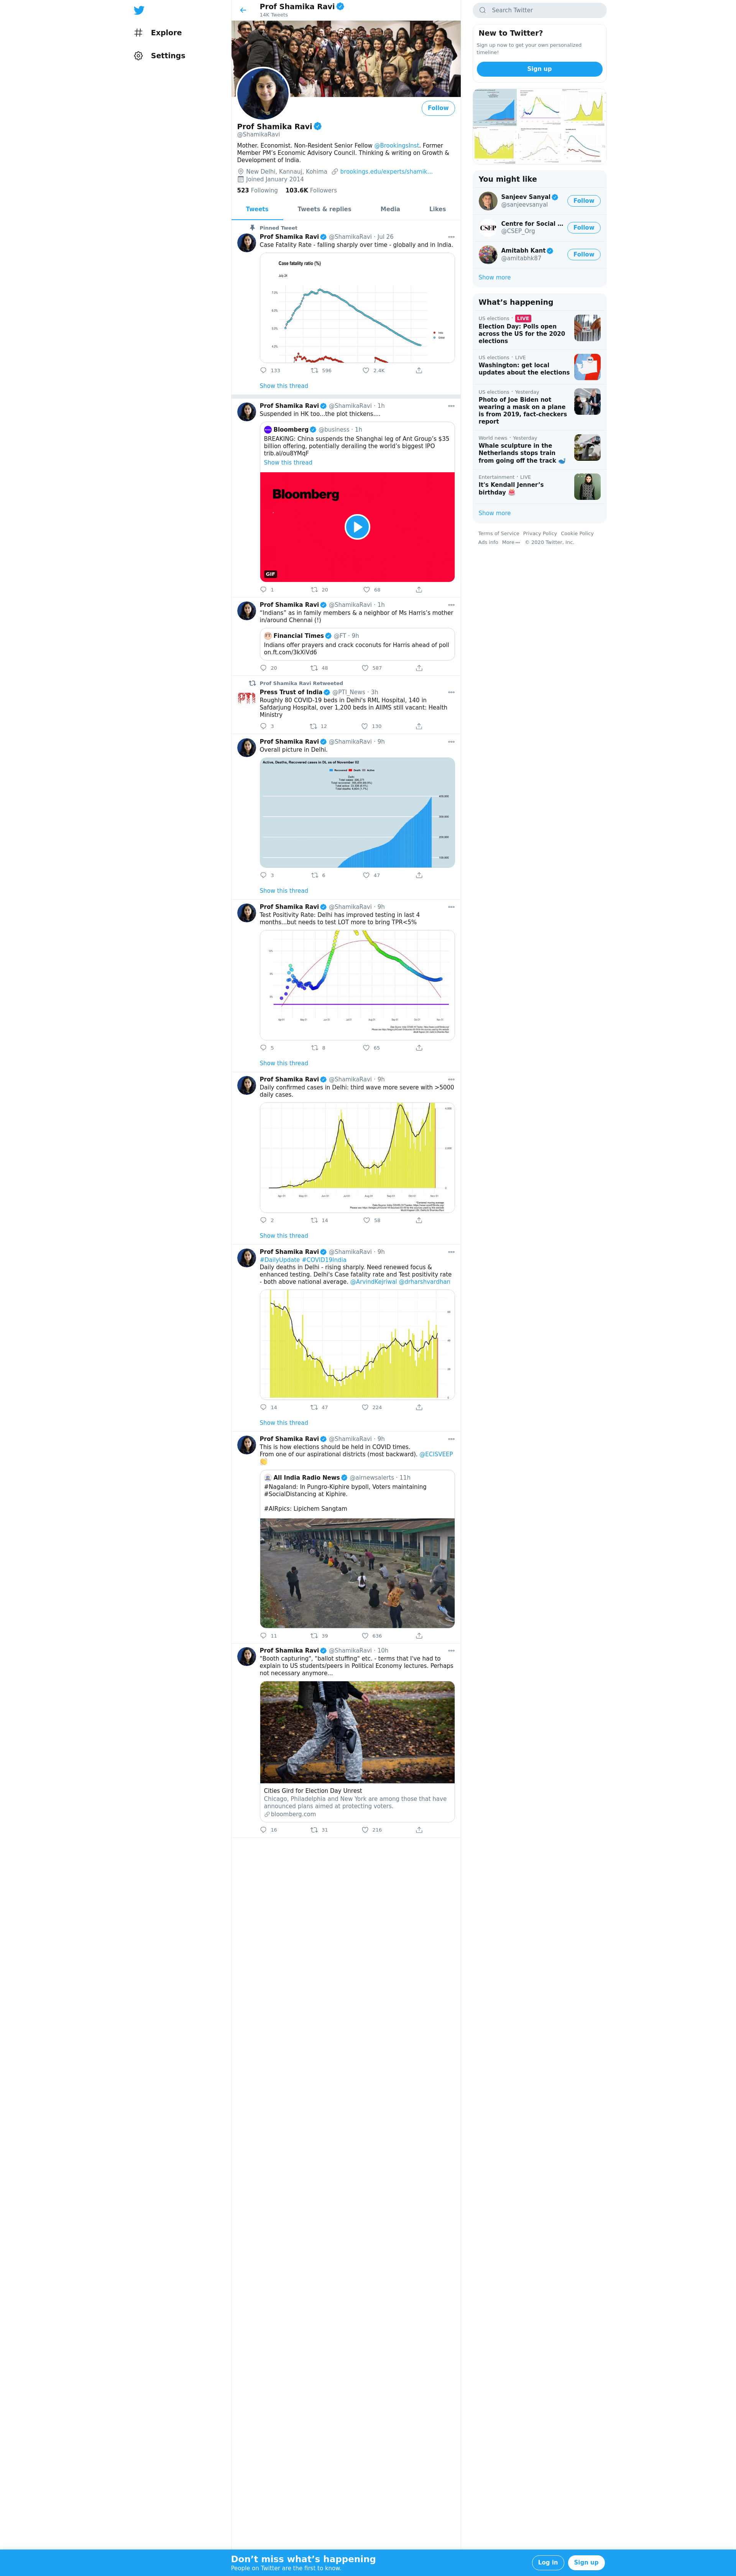 Explore
Settings
Prof Shamika Ravi
14K Tweets
Follow
Prof Shamika Ravi
@ShamikaRavi
Mother, Economist. Non-Resident Senior Fellow @BrookingsInst. Former
Member PM's Economic Advisory Council. Thinking & writing on Growth &
Development of India.
New Delhi, Kannauj, Kohima brookings.edu/experts/shamik...
Joined January 2014
523 Following 103.6K Followers
Tweets Tweets & replies Media Likes
Pinned Tweet
Prof Shamika Ravi @ShamikaRavi · Jul 26
Case Fatality Rate - falling sharply over time - globally and in India.
Case fatality ratio (%)
133 596 2.4K
Show this thread
Prof Shamika Ravi @ShamikaRavi · 1h
Suspended in HK too...the plot thickens....
Bloomberg @business · 1h
BREAKING: China suspends the Shanghai leg of Ant Group's $35
billion offering, potentially derailing the world's biggest IPO
trib.al/ou8YMqF
Show this thread
Bloomberg
GIF
1 20 68
Prof Shamika Ravi @ShamikaRavi · 1h
"Indians" as in family members & a neighbor of Ms Harris's mother
in/around Chennai (!)
Financial Times @FT · 9h
Indians offer prayers and crack coconuts for Harris ahead of poll
on.ft.com/3kXiVd6
20 48 587
Prof Shamika Ravi Retweeted
Press Trust of India @PTI_News · 3h
Roughly 80 COVID-19 beds in Delhi's RML Hospital, 140 in
Safdarjung Hospital, over 1,200 beds in AIIMS still vacant: Health
Ministry
3 12 130
Prof Shamika Ravi @ShamikaRavi · 9h
Overall picture in Delhi.
Active, Deaths, Recovered cases in DL as of November 02
3 6 47
Show this thread
Prof Shamika Ravi @ShamikaRavi · 9h
Test Positivity Rate: Delhi has improved testing in last 4
months...but needs to test LOT more to bring TPR<5%
5 8 65
Show this thread
Prof Shamika Ravi @ShamikaRavi · 9h
Daily confirmed cases in Delhi: third wave more severe with >5000
daily cases.
2 14 58
Show this thread
Prof Shamika Ravi @ShamikaRavi · 9h
#DailyUpdate #COVID19India
Daily deaths in Delhi - rising sharply. Need renewed focus &
enhanced testing. Delhi's Case fatality rate and Test positivity rate
- both above national average. @ArvindKejriwal @drharshvardhan
14 47 224
Show this thread
Prof Shamika Ravi @ShamikaRavi · 9h
This is how elections should be held in COVID times.
From one of our aspirational districts (most backward). @ECISVEEP
👏
All India Radio News @airnewsalerts · 11h
#Nagaland: In Pungro-Kiphire bypoll, Voters maintaining
#SocialDistancing at Kiphire.
#AIRpics: Lipichem Sangtam
11 39 636
Prof Shamika Ravi @ShamikaRavi · 10h
"Booth capturing", "ballot stuffing" etc. - terms that I've had to
explain to US students/peers in Political Economy lectures. Perhaps
not necessary anymore...
Cities Gird for Election Day Unrest
Chicago, Philadelphia and New York are among those that have
announced plans aimed at protecting voters.
bloomberg.com
16 31 216
Search Twitter
New to Twitter?
Sign up now to get your own personalized
timeline!
Sign up
You might like
Sanjeev Sanyal
@sanjeevsanyal
Follow
CSEP
Centre for Social ...
@CSEP_Org
Follow
Amitabh Kant
@amitabhk87
Follow
Show more
What's happening
US elections · LIVE
Election Day: Polls open
across the US for the 2020
elections
US elections · LIVE
Washington: get local
updates about the elections
US elections · Yesterday
Photo of Joe Biden not
wearing a mask on a plane
is from 2019, fact-checkers
report
World news · Yesterday
Whale sculpture in the
Netherlands stops train
from going off the track 🐋
Entertainment · LIVE
It's Kendall Jenner's
birthday
Show more
Terms of Service Privacy Policy Cookie Policy
Ads info More ••• © 2020 Twitter, Inc.
Don't miss what's happening
People on Twitter are the first to know.
Log in
Sign up